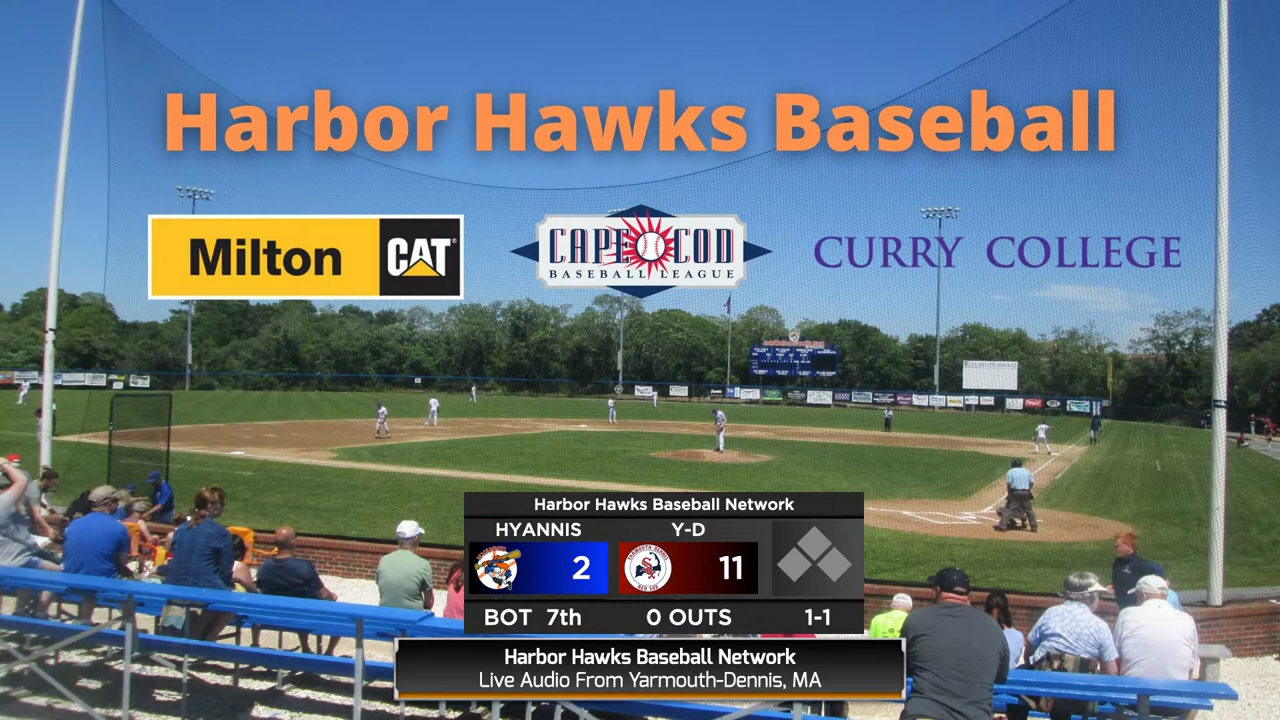 Harbor Hawks Baseball
Milton CAT
CAPE COD
BASEBALL LEAGUE
CURRY COLLEGE
Harbor Hawks Baseball Network
HYANNIS Y-D
2 11
BOT 7th 0 OUTS 1-1
Harbor Hawks Baseball Network
Live Audio From Yarmouth-Dennis, MA